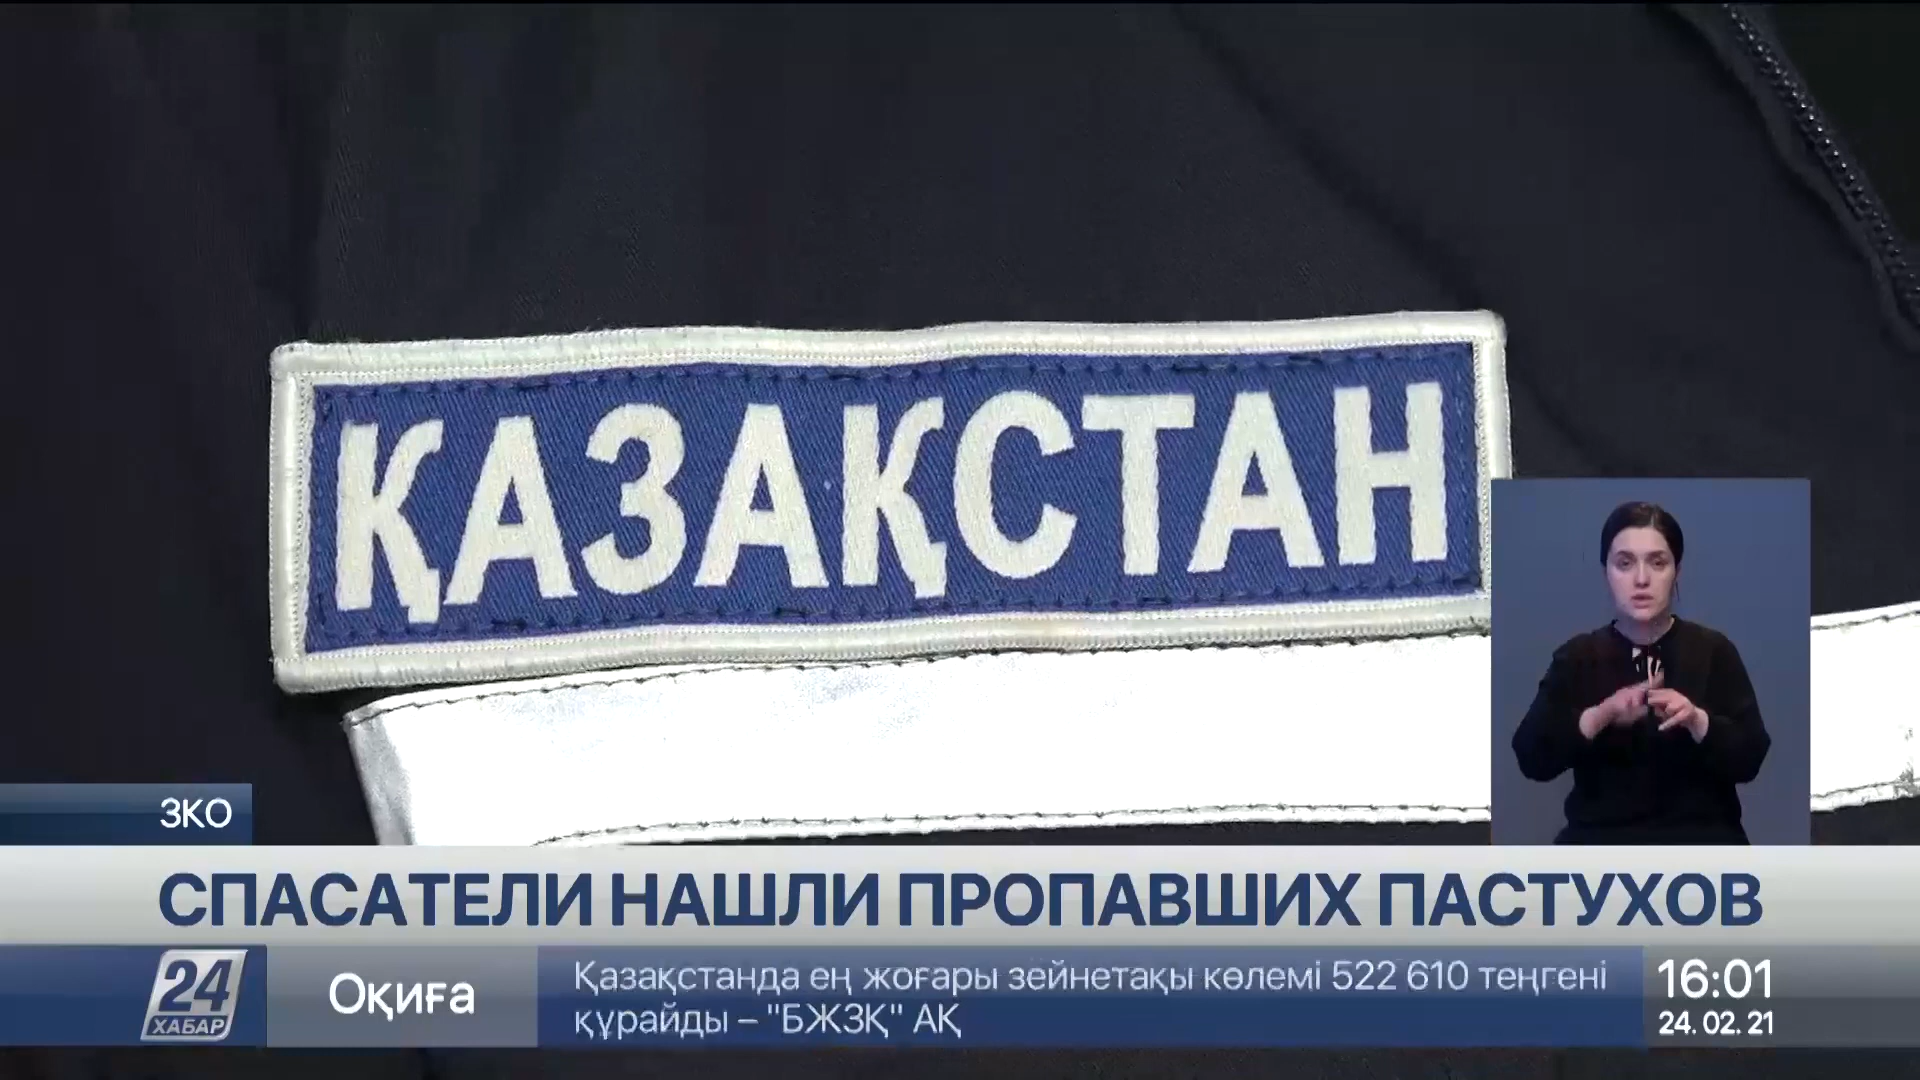 ҚАЗАҚСТАН
ЗКО
СПАСАТЕЛИ НАШЛИ ПРОПАВШИХ ПАСТУХОВ
24
ХАБАР
Оқиға
Қазақстанда ең жоғары зейнетақы көлемі 522 610 теңгені
құрайды – "БЖЗҚ" АҚ
16:01
24. 02. 21